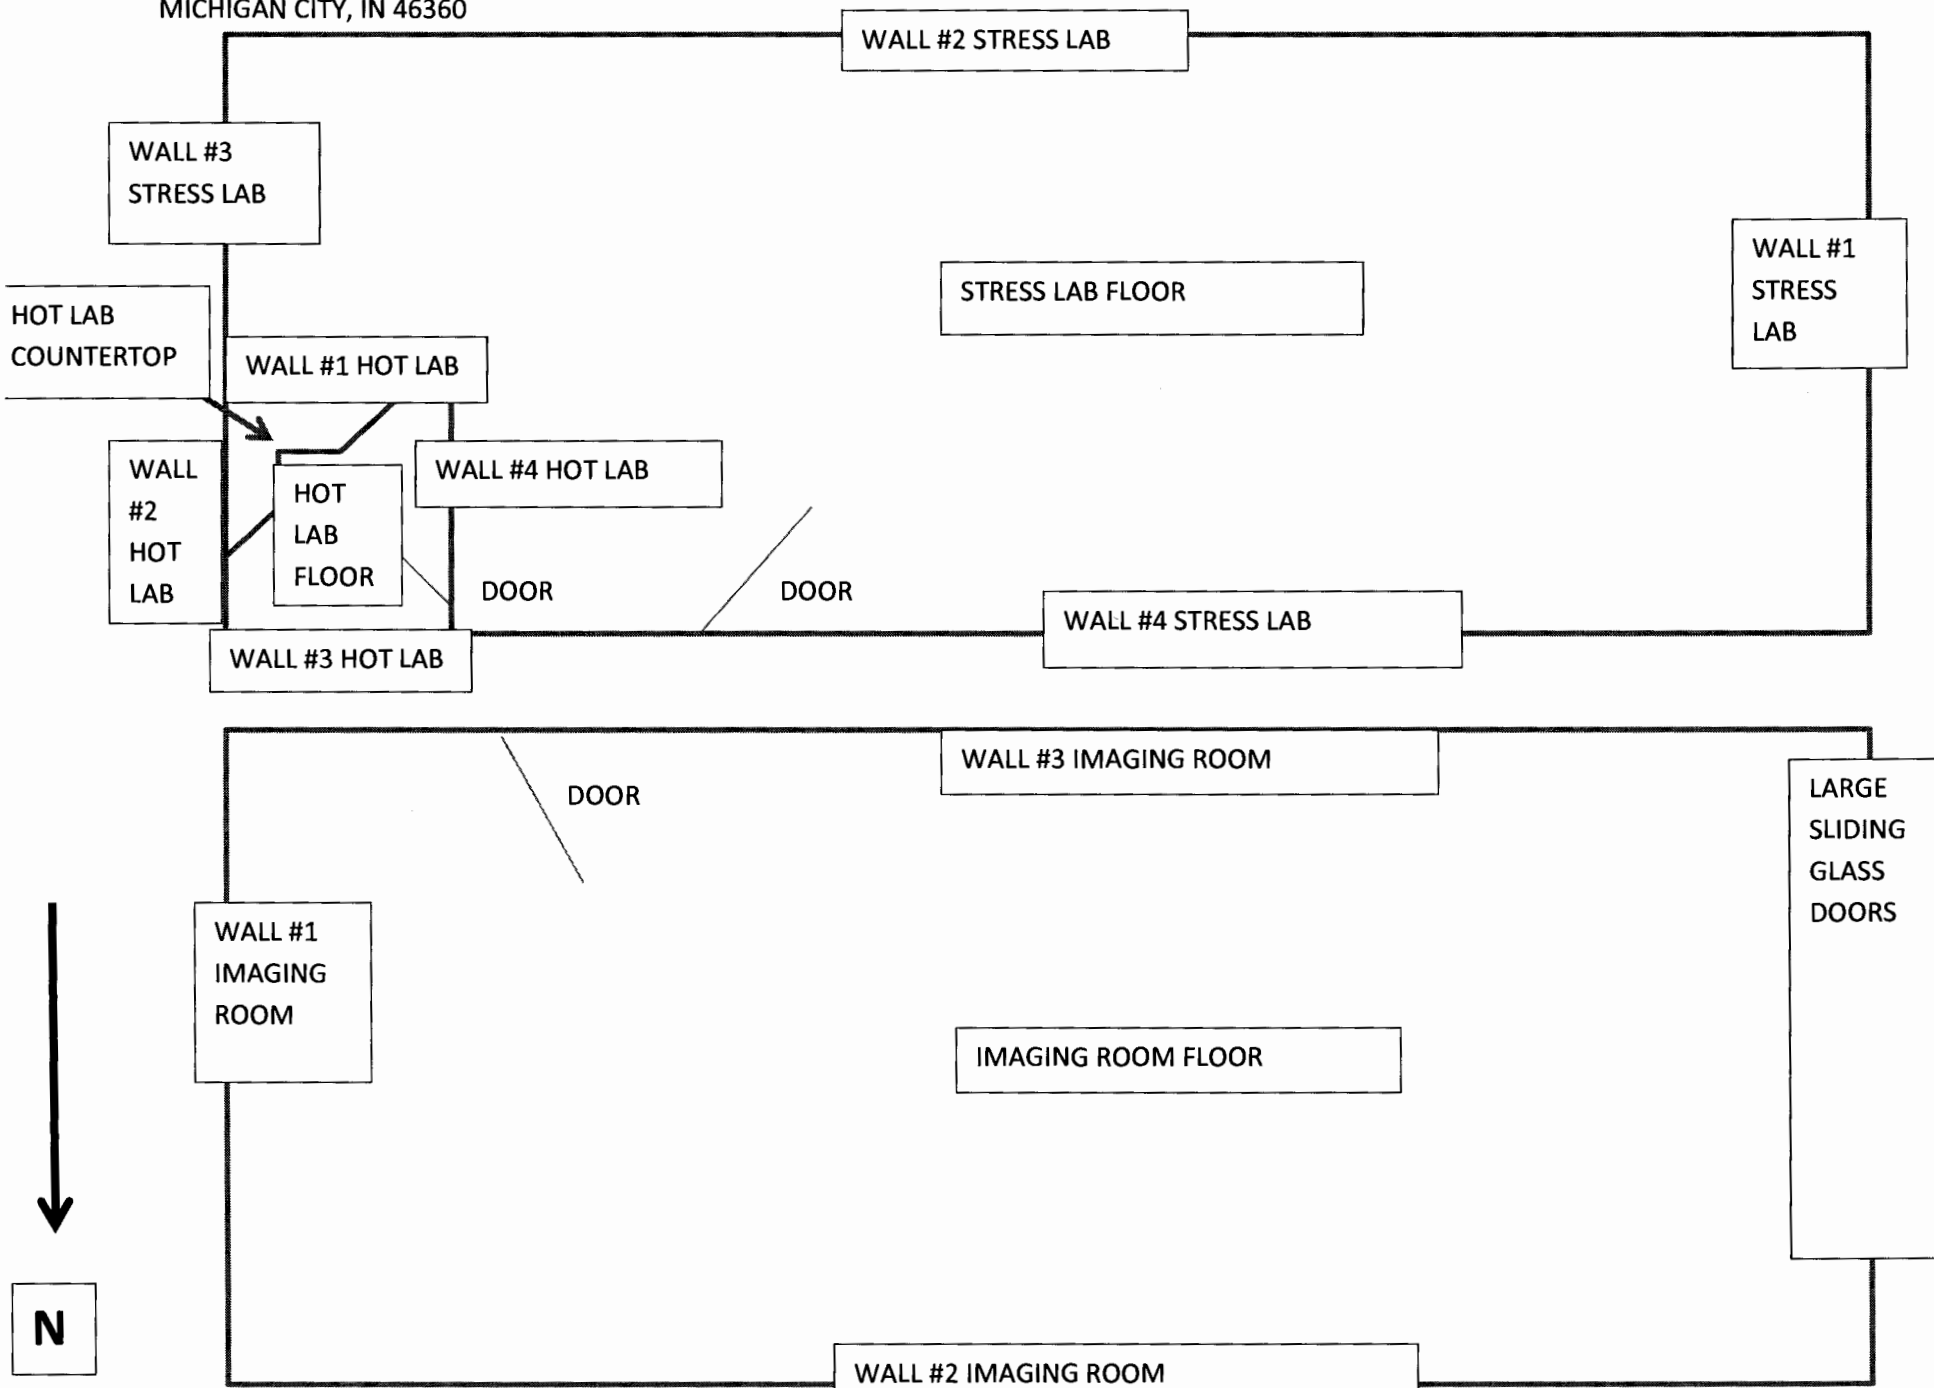 MICHIGAN CITY, IN 46360
WALL #2 STRESS LAB
WALL #3
STRESS LAB
WALL #1
STRESS
LAB
STRESS LAB FLOOR
HOT LAB
COUNTERTOP
WALL #1 HOT LAB
WALL
#2
HOT
LAB
HOT
LAB
FLOOR
WALL #4 HOT LAB
DOOR
DOOR
WALL #4 STRESS LAB
WALL #3 HOT LAB
WALL #3 IMAGING ROOM
DOOR
LARGE
SLIDING
GLASS
DOORS
WALL #1
IMAGING
ROOM
IMAGING ROOM FLOOR
N
WALL #2 IMAGING ROOM